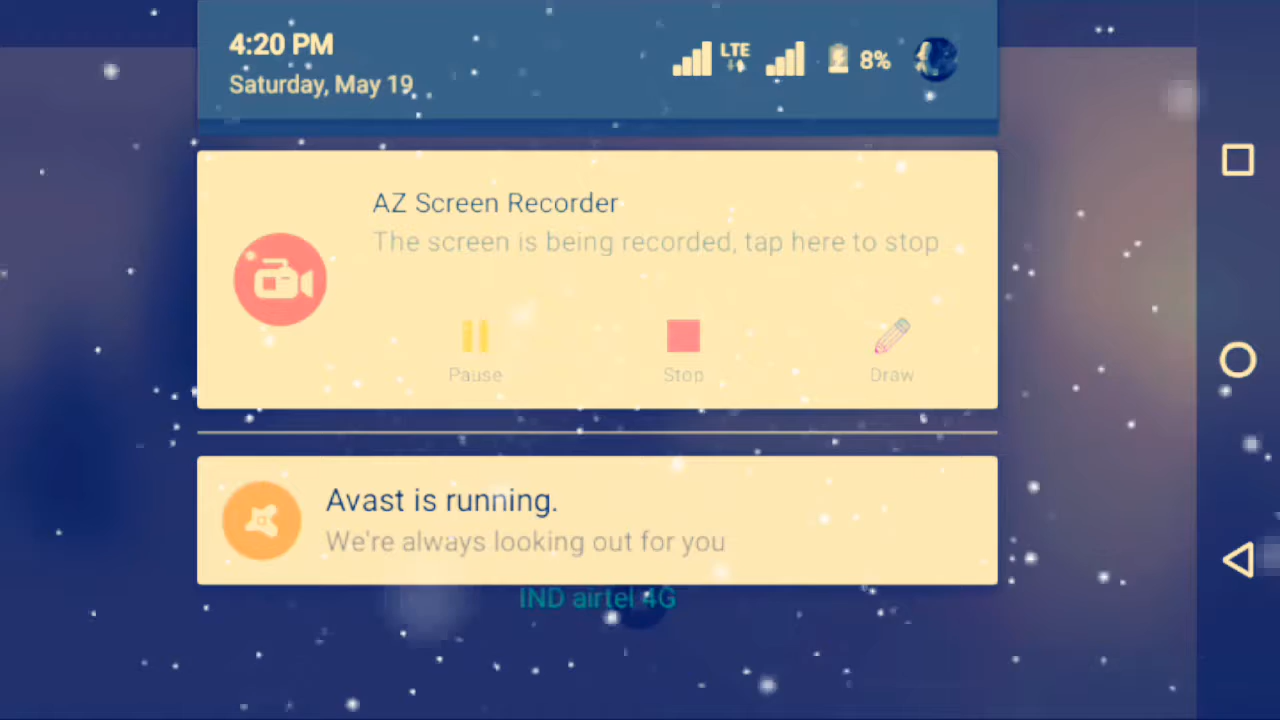 4:20 PM
LTE
8%
Saturday, May 19
AZ Screen Recorder
The screen is being recorded, tap here to stop
Pause
Stop
Draw
Avast is running.
We're always looking out for you
IND airtel 4G